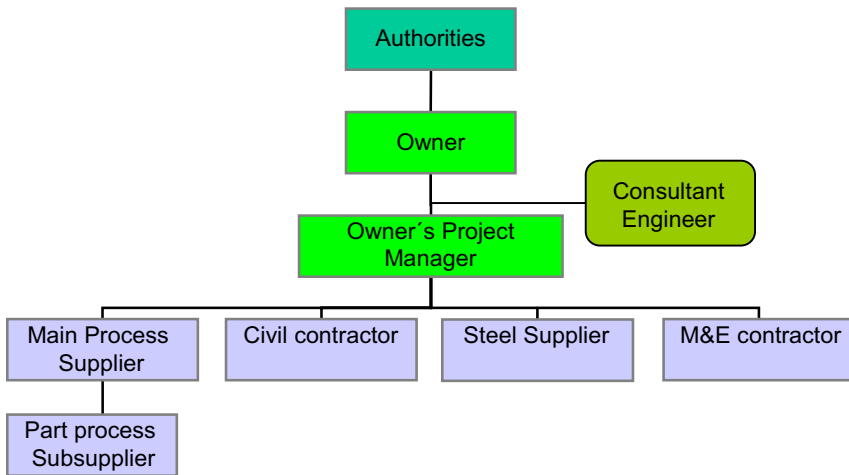 Authorities
Owner
Consultant
Engineer
Owner´s Project
Manager
Main Process
Supplier
Civil contractor
Steel Supplier
M&E contractor
Part process
Subsupplier